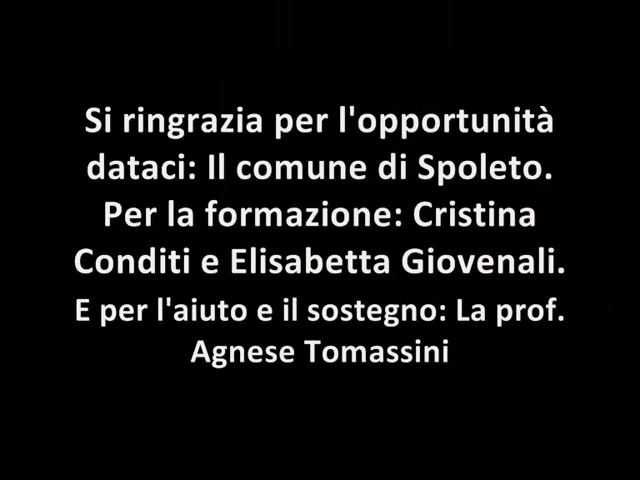 Si ringrazia per l'opportunità
dataci: Il comune di Spoleto.
Per la formazione: Cristina
Conditi e Elisabetta Giovenali.
E per l'aiuto e il sostegno: La prof.
Agnese Tomassini